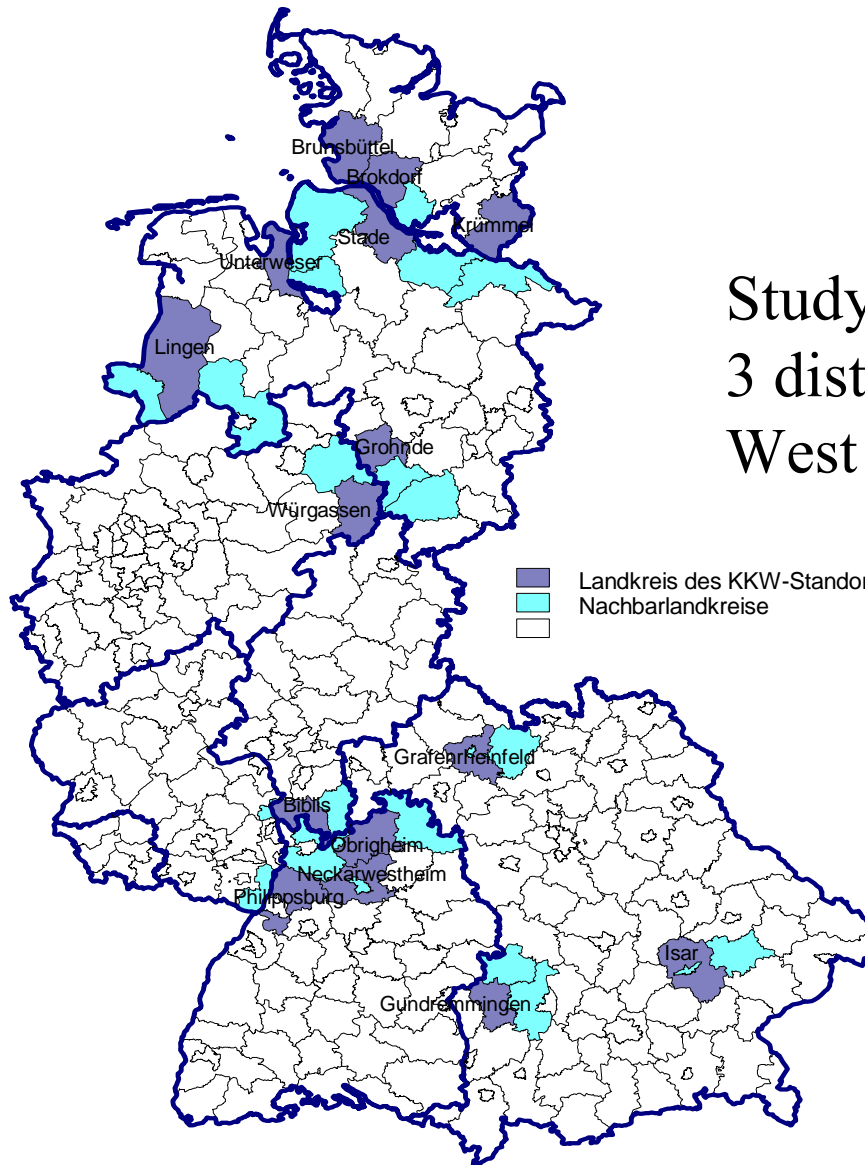 Brunsbüttel
Brokdorf
Krümmel
Stade
Unterweser
Study
3 dist
Lingen
West
Grohnde
Würgassen
Landkreis des KKW-Standor
Nachbarlandkreise
Grafenrheinfeld
Biblis
Obrigheim
Neckarwestheim
Philippsburg
Isar
Gundremmingen